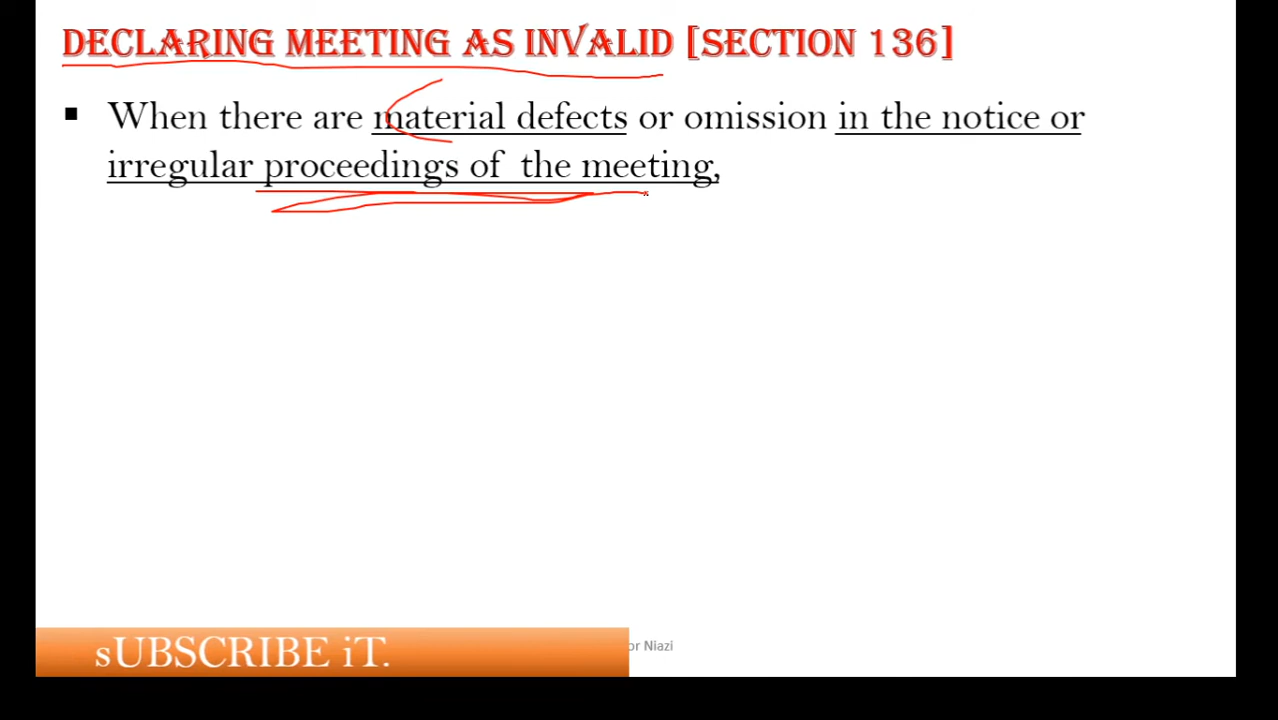 DECLARING MEETING AS INVALID [SECTION 136]
▪ When there are material defects or omission in the notice or
irregular proceedings of the meeting,
sUBSCRIBE iT.
or Niazi